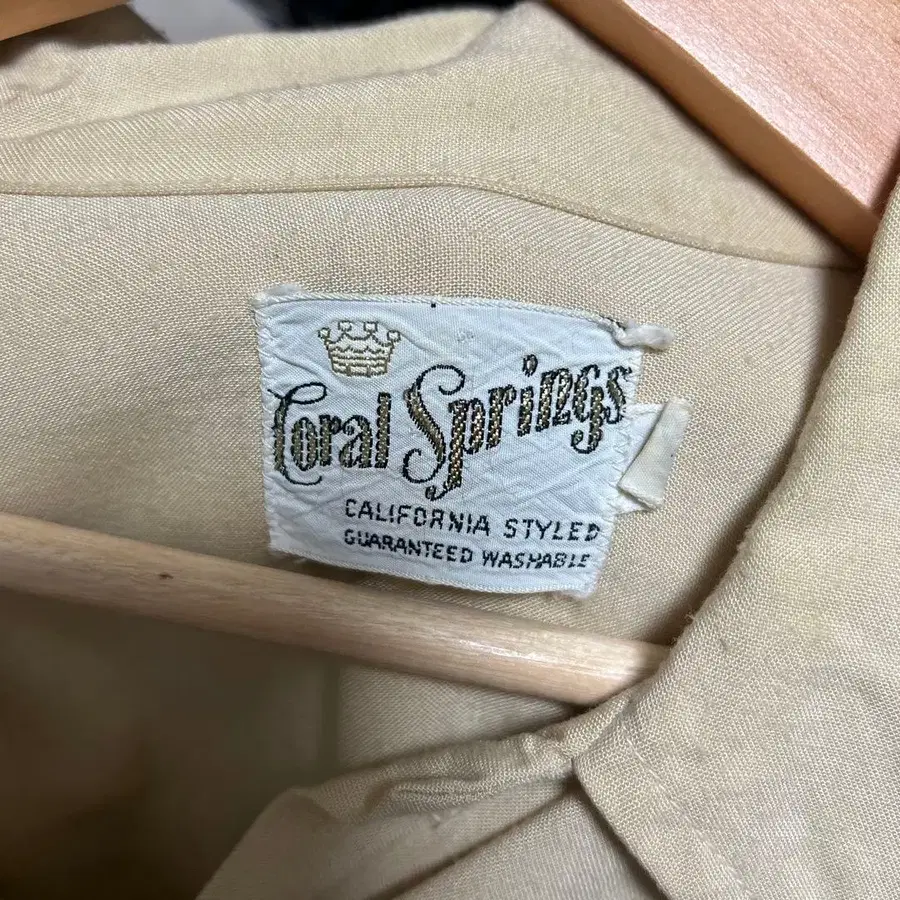 Coral Springs
CALIFORNIA STYLED
GUARANTEED WASHABLE